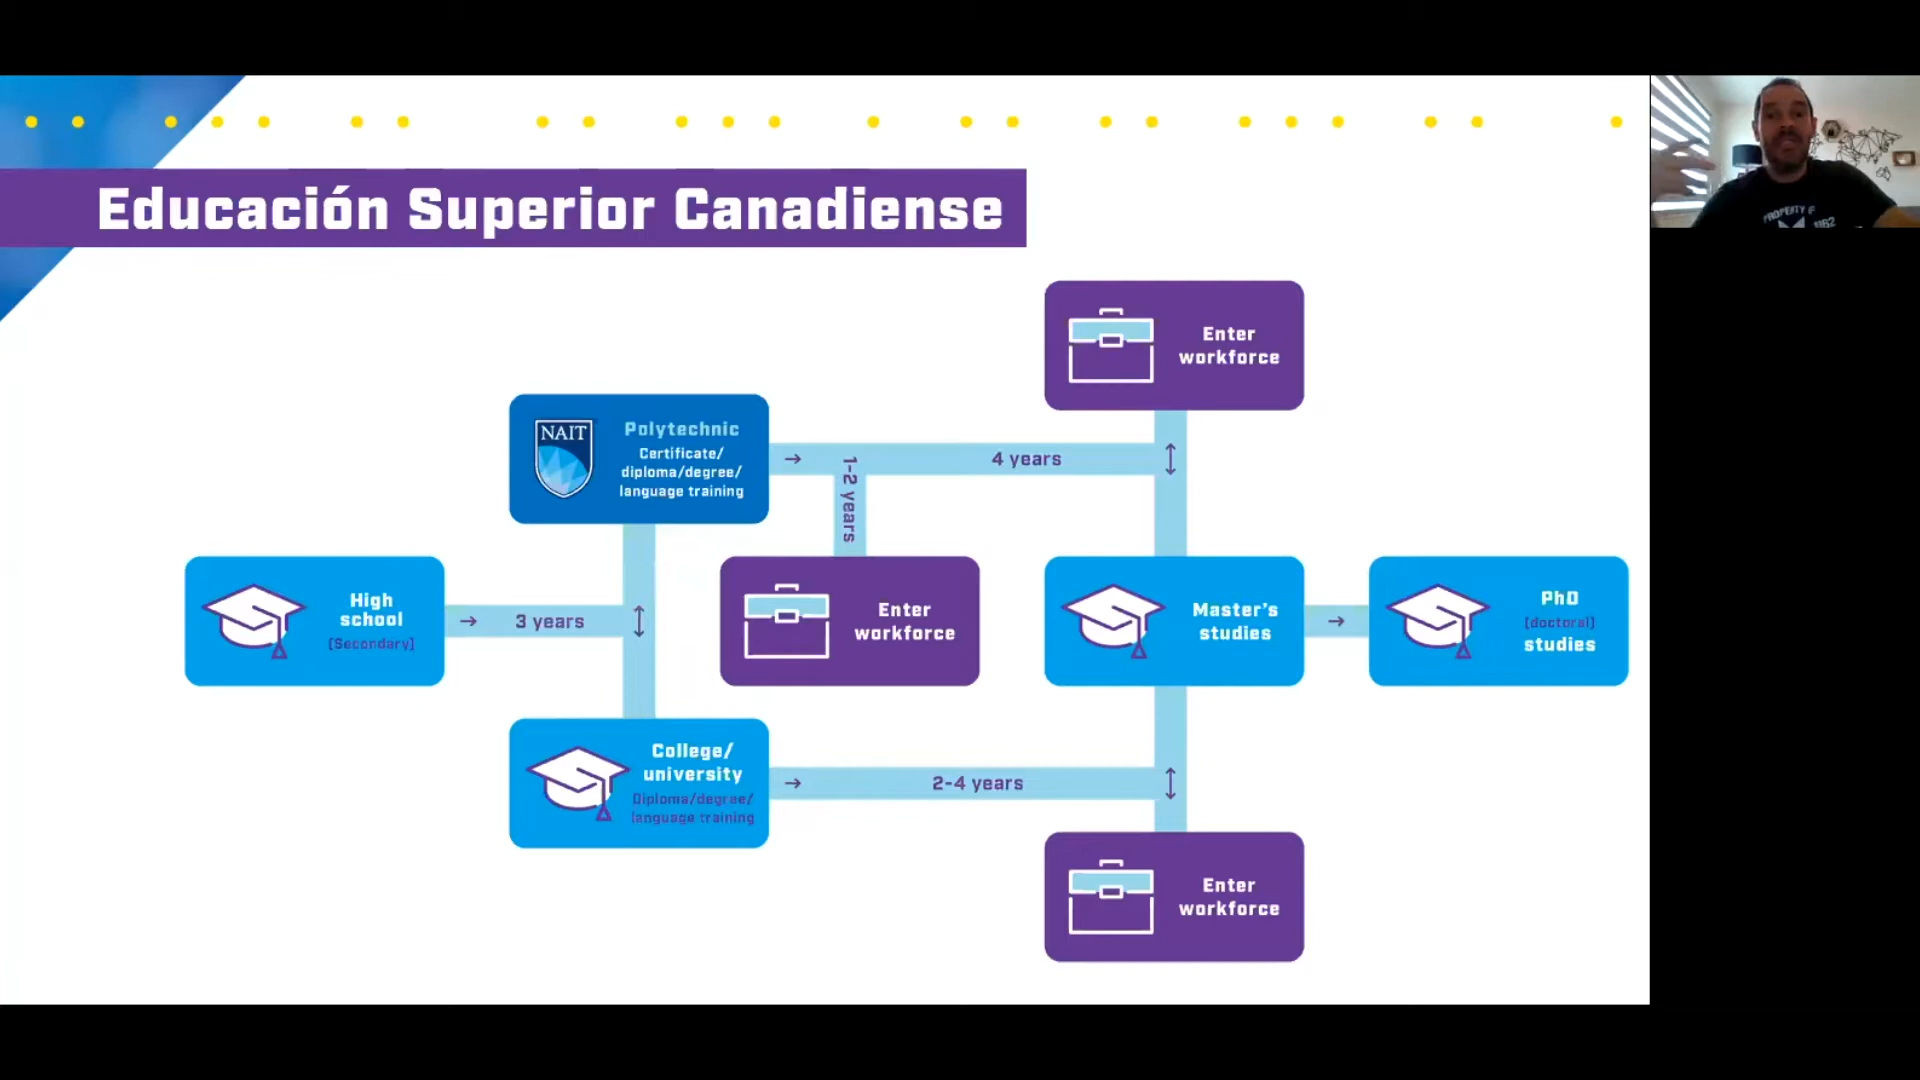 Educación Superior Canadiense
Enter
workforce
NAIT
Polytechnic
Certificate/
diploma/degree/
language training
→
1-2 years
4 years
High
school
(Secondary)
→ 3 years
Enter
workforce
Master's
studies
→
PhD
(doctoral)
studies
College/
university
Diploma/degree/
language training
→ 2-4 years
Enter
workforce
PROPERTY F